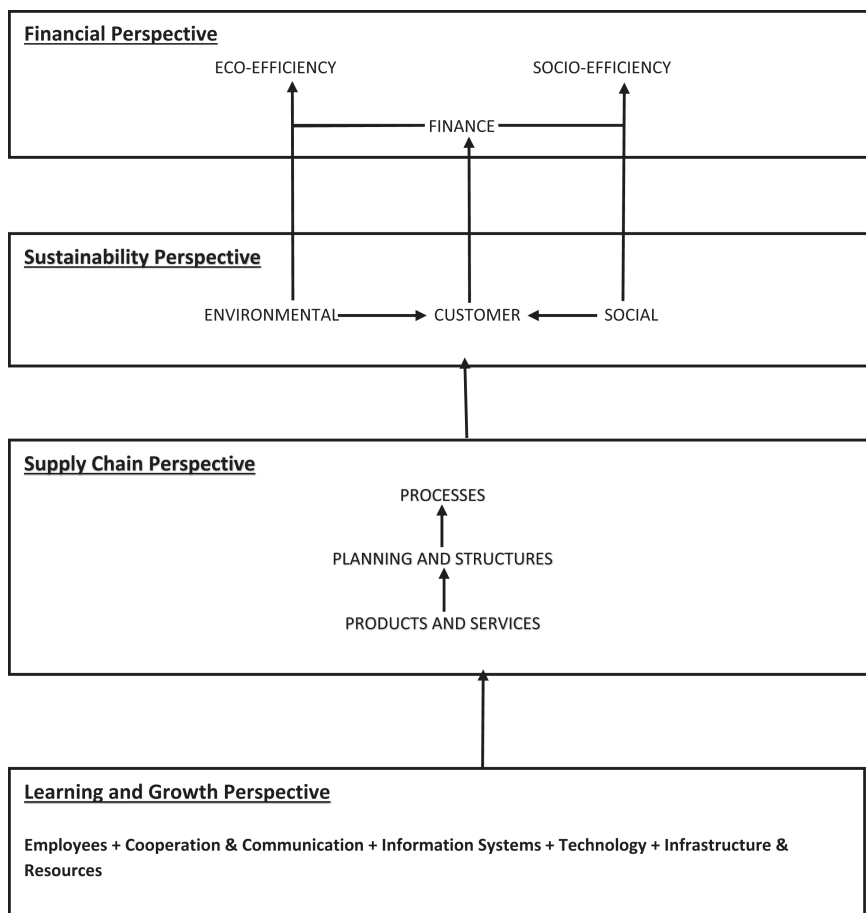 Financial Perspective
ECO-EFFICIENCY SOCIO-EFFICIENCY
FINANCE
Sustainability Perspective
ENVIRONMENTAL CUSTOMER SOCIAL
Supply Chain Perspective
PROCESSES
PLANNING AND STRUCTURES
PRODUCTS AND SERVICES
Learning and Growth Perspective
Employees + Cooperation & Communication + Information Systems + Technology + Infrastructure &
Resources